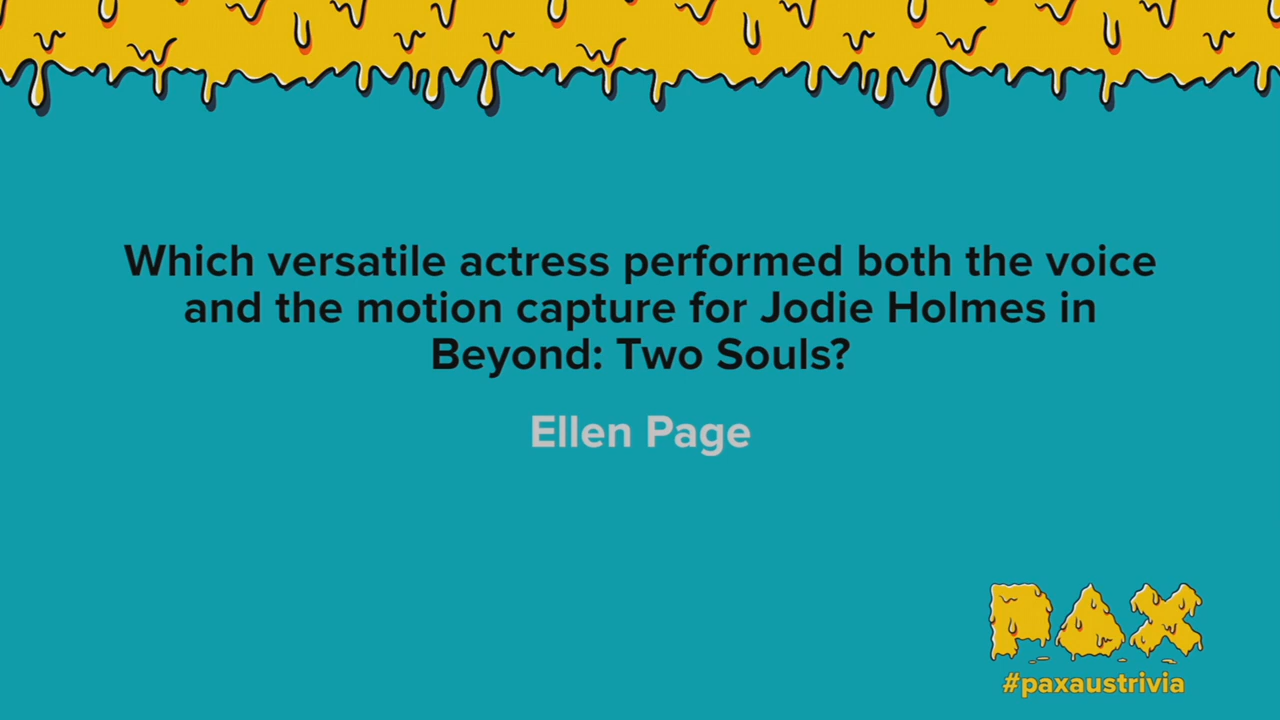 Which versatile actress performed both the voice
and the motion capture for Jodie Holmes in
Beyond: Two Souls?
Ellen Page
PAX
#paxaustrivia